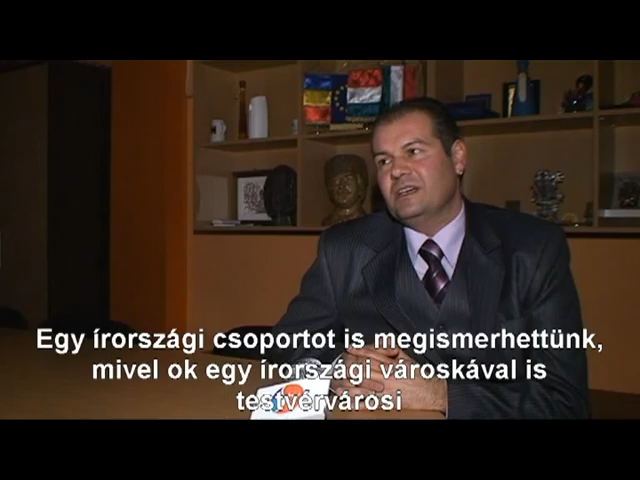 Egy írországi csoportot is megismerhettünk,
mivel ok egy írországi városkával is
testvérvárosi